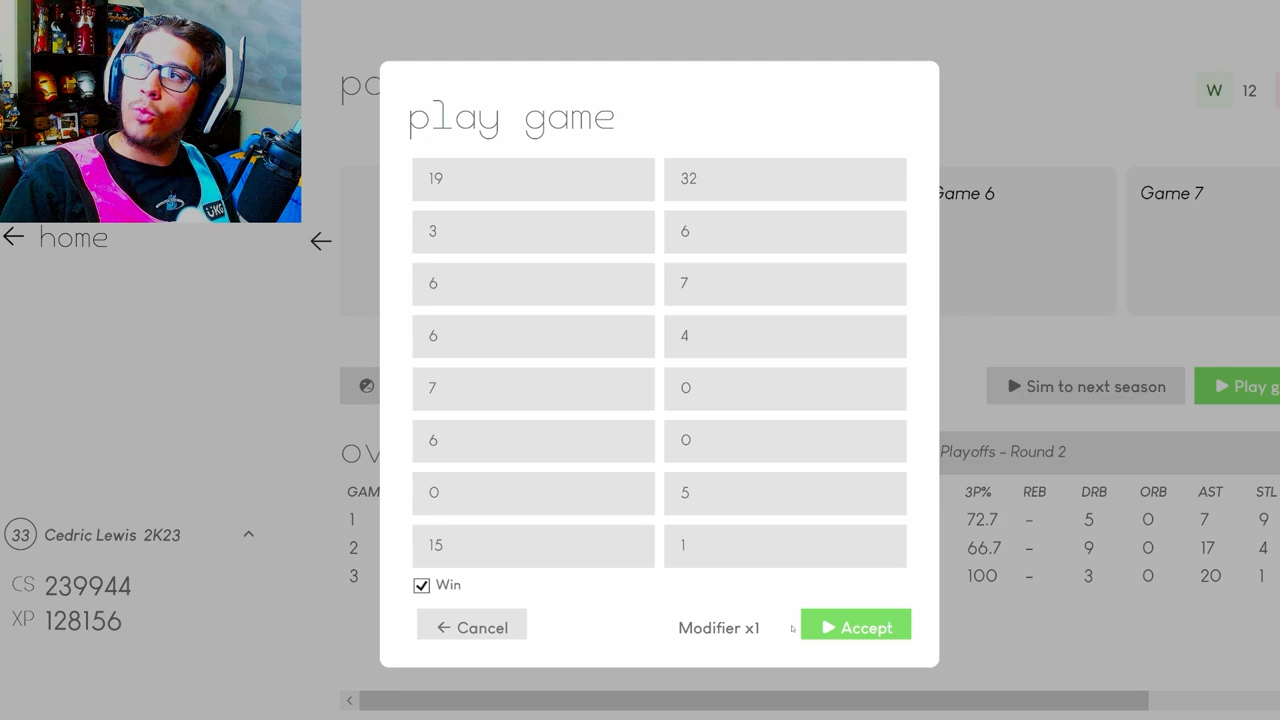 po
W 12
play game
19 32
3 6
6 7
6 4
7 0
6 0
0 5
15 1
Win
← Cancel
Modifier x1
Accept
← home
←
Game 6
Game 7
Sim to next season
Play g
ov
Playoffs - Round 2
GAM 3P% REB DRB ORB AST STL
1 72.7 - 5 0 7 9
2 66.7 - 9 0 17 4
3 100 - 3 0 20 1
33 Cedric Lewis 2K23
CS 239944
XP 128156
UKG